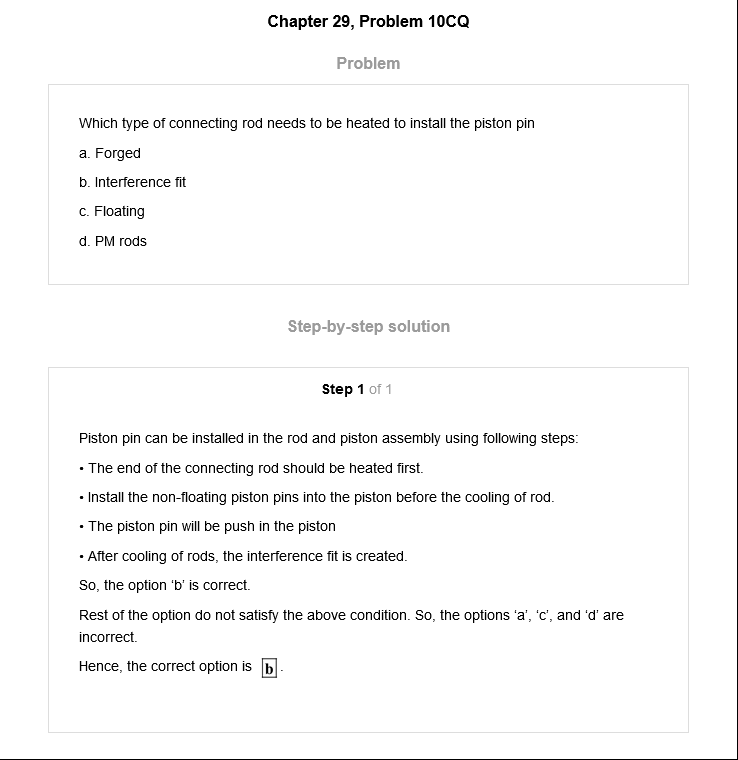 Chapter 29, Problem 10CQ
Problem
Which type of connecting rod needs to be heated to install the piston pin
a. Forged
b. Interference fit
c. Floating
d. PM rods
Step-by-step solution
Step 1 of 1
Piston pin can be installed in the rod and piston assembly using following steps:
• The end of the connecting rod should be heated first.
• Install the non-floating piston pins into the piston before the cooling of rod.
• The piston pin will be push in the piston
• After cooling of rods, the interference fit is created.
So, the option ‘b’ is correct.
Rest of the option do not satisfy the above condition. So, the options ‘a’, ‘c’, and ‘d’ are
incorrect.
Hence, the correct option is b .